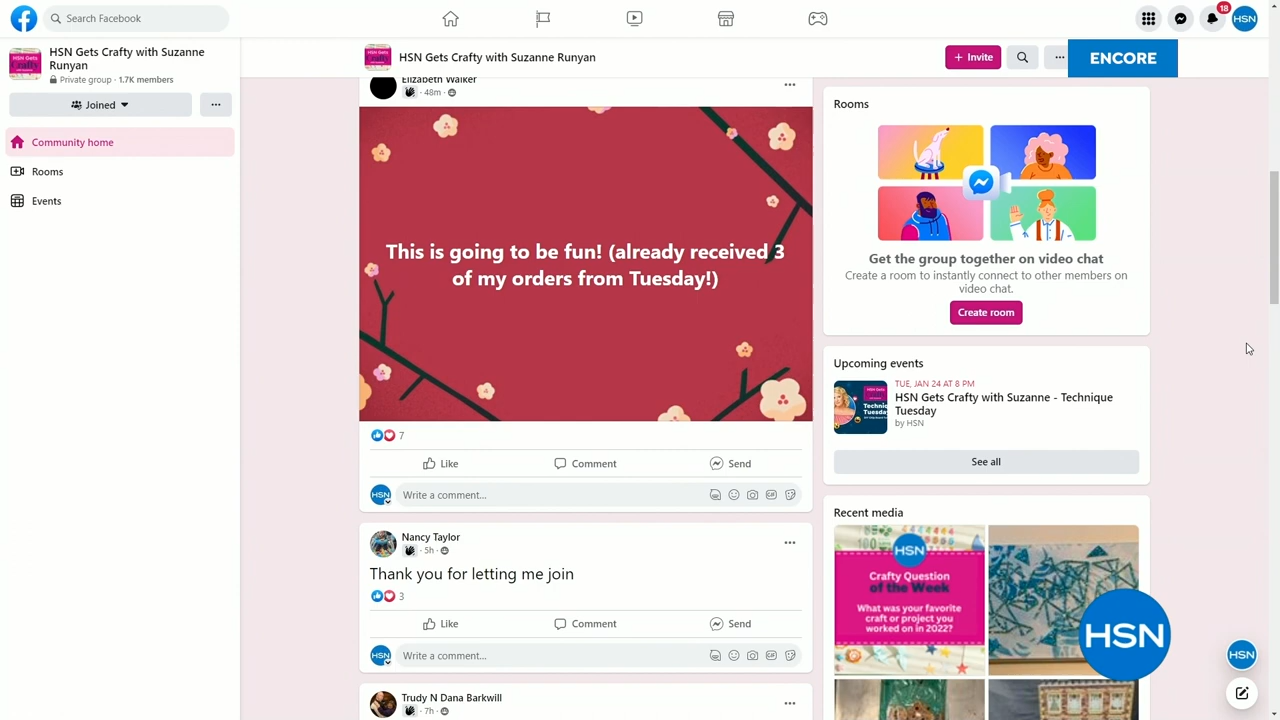 Search Facebook
18
HSN
HSN Gets Crafty with Suzanne
Runyan
Private group · 1.7K members
Joined
Community home
Rooms
Events
HSN Gets Crafty with Suzanne Runyan
+ Invite
ENCORE
Elizabeth Walker
48m
This is going to be fun! (already received 3
of my orders from Tuesday!)
7
Like
Comment
Send
HSN
Write a comment...
Nancy Taylor
5h
Thank you for letting me join
3
Like
Comment
Send
HSN
Write a comment...
Trudy N Dana Barkwill
7h
Rooms
Get the group together on video chat
Create a room to instantly connect to other members on
video chat.
Create room
Upcoming events
TUE, JAN 24 AT 8 PM
HSN Gets Crafty with Suzanne - Technique
Tuesday
by HSN
See all
Recent media
HSN
Crafty Question
of the Week
What was your favorite
craft or project you
worked on in 2022?
HSN
HSN